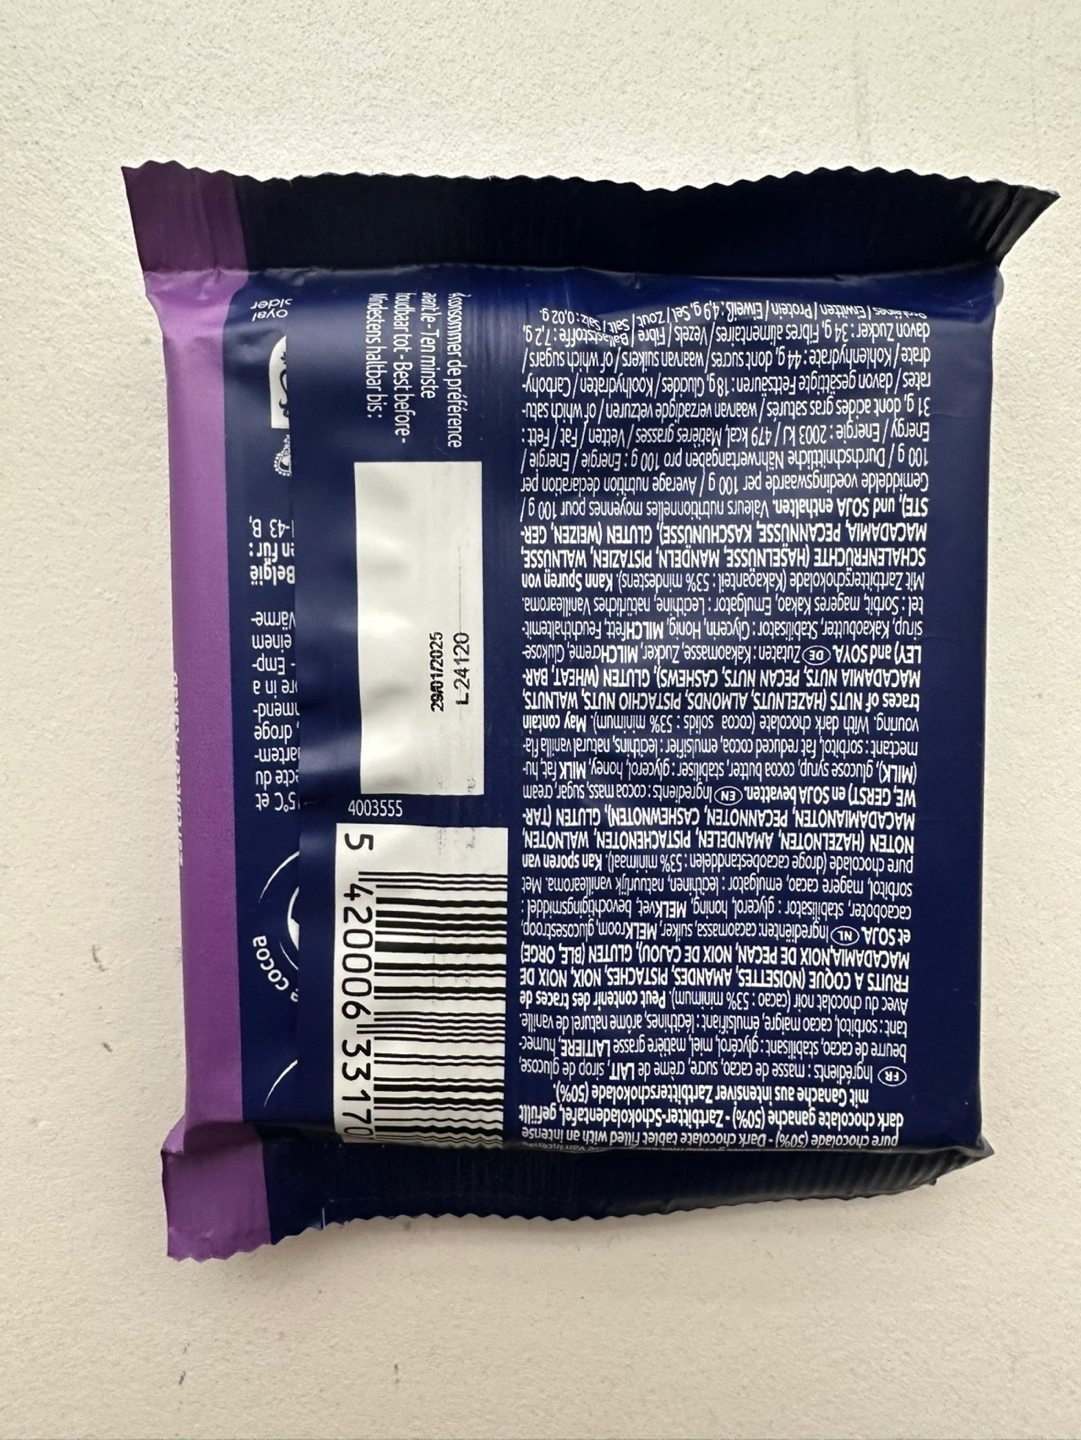 pure chocolade (50%) - Dark chocolate tablet filled with an intense
dark chocolate ganache (50%) - Zartbitter-Schokoladentafel, gefüllt
mit Ganache aus intensiver Zartbitterschokolade (50%).
FR Ingrédients : masse de cacao, sucre, crème de LAIT, sirop de glucose,
beurre de cacao, stabilisant : glycérol, miel, matière grasse LAITIERE, humec-
tant : sorbitol, cacao maigre, émulsifiant : lécithines, arôme naturel de vanille.
Avec du chocolat noir (cacao : 53% minimum). Peut contenir des traces de
FRUITS A COQUE (NOISETTES, AMANDES, PISTACHES, NOIX, NOIX DE
MACADAMIA, NOIX DE PECAN, NOIX DE CAJOU), GLUTEN (BLE, ORGE)
et SOJA. NL Ingrediënten: cacaomassa, suiker, MELKroom, glucosestroop,
cacaoboter, stabilisator : glycerol, honing, MELKvet, bevochtigingsmiddel :
sorbitol, magere cacao, emulgator : lecithinen, natuurlijk vanillearoma. Met
pure chocolade (droge cacaobestanddelen : 53% minimaal). Kan sporen van
NOTEN (HAZELNOTEN, AMANDELEN, PISTACHENOTEN, WALNOTEN,
MACADAMIANOTEN, PECANNOTEN, CASHEWNOTEN), GLUTEN (TAR-
WE, GERST) en SOJA bevatten. EN Ingredients : cocoa mass, sugar, cream
(MILK), glucose syrup, cocoa butter, stabiliser : glycerol, honey, MILK fat, hu-
mectant : sorbitol, fat reduced cocoa, emulsifier : lecithins, natural vanilla fla-
vouring. With dark chocolate (cocoa solids : 53% minimum). May contain
traces of NUTS (HAZELNUTS, ALMONDS, PISTACHIO NUTS, WALNUTS,
MACADAMIA NUTS, PECAN NUTS, CASHEWS), GLUTEN (WHEAT, BAR-
LEY) and SOYA. DE Zutaten : Kakaomasse, Zucker, MILCHcreme, Glukose-
sirup, Kakaobutter, Stabilisator : Glycerin, Honig, MILCHfett, Feuchthaltemit-
tel : Sorbit, mageres Kakao, Emulgator : Lecithine, natürliches Vanillearoma.
Mit Zartbitterschokolade (Kakaoanteil : 53% mindestens). Kann Spuren von
SCHALENFRÜCHTE (HASELNÜSSE, MANDELN, PISTAZIEN, WALNÜSSE,
MACADAMIA, PECANNÜSSE, KASCHUNÜSSE), GLUTEN (WEIZEN, GER-
STE), und SOJA enthalten. Valeurs nutritionnelles moyennes pour 100 g /
Gemiddelde voedingswaarde per 100 g / Average nutrition declaration per
100 g / Durchschnittliche Nährwertangaben pro 100 g : Energie / Energie /
Energy / Energie : 2003 kJ / 479 kcal, Matières grasses / Vetten / Fat / Fett :
31 g, dont acides gras saturés / waarvan verzadigde vetzuren / of which satu-
rates / davon gesättigte Fettsäuren : 18 g, Glucides / Koolhydraten / Carbohy-
drate / Kohlenhydrate : 44 g, dont sucres / waarvan suikers / of which sugars /
davon Zucker : 34 g, Fibres alimentaires / Vezels / Fibre / Ballaststoffe : 7,2 g,
Protéines / Eiwitten / Protein / Eiweiß : 4,9 g, Sel / Zout / Salt / Salz : 0,02 g.
À consommer de préférence
avant le - Ten minste
houdbaar tot - Best before -
Mindestens haltbar bis :
29/01/2025
L 24120
4003555
5 420006 33170
cocoa
15°C et
droge
ore in a
- Emp-
einem
Wärme-
België
en für :
1-43 B,